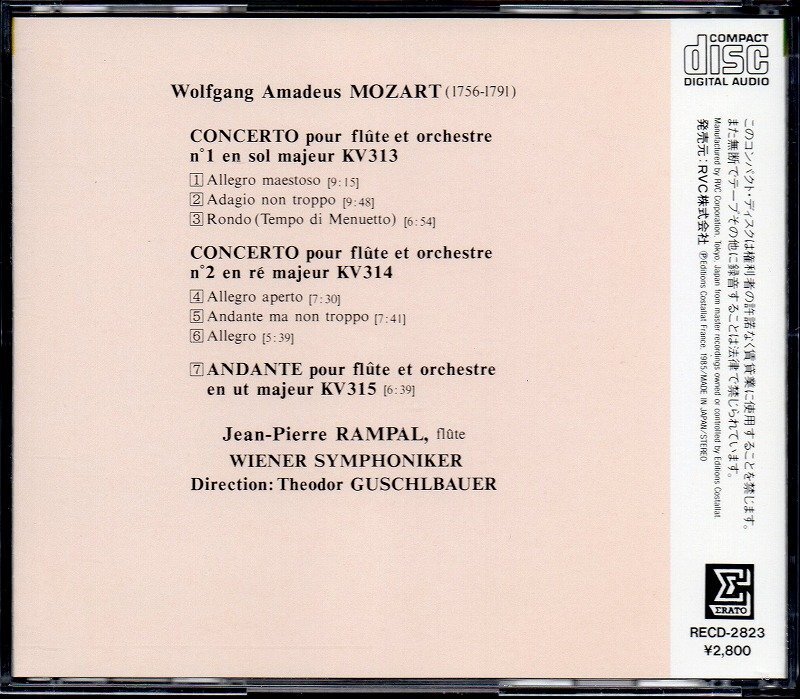 Wolfgang Amadeus MOZART (1756-1791)
CONCERTO pour flûte et orchestre
n°1 en sol majeur KV313
1 Allegro maestoso [9:15]
2 Adagio non troppo [9:48]
3 Rondo (Tempo di Menuetto) [6:54]
CONCERTO pour flûte et orchestre
n°2 en ré majeur KV314
4 Allegro aperto [7:30]
5 Andante ma non troppo [7:41]
6 Allegro [5:39]
7 ANDANTE pour flûte et orchestre
en ut majeur KV315 [6:39]
Jean-Pierre RAMPAL, flûte
WIENER SYMPHONIKER
Direction: Theodor GUSCHLBAUER
COMPACT
disc
DIGITAL AUDIO
このコンパクト・ディスクは権利者の許諾なく賃貸業に使用することを禁じます。
また無断でテープその他に録音することは法律で禁じられています。
Manufactured by RVC Corporation, Tokyo, Japan from master recordings owned or controlled by Editions Costallat.
発売元：RVC株式会社 ℗Editions Costallat France. 1985/MADE IN JAPAN/STEREO
ERATO
RECD-2823
¥2,800